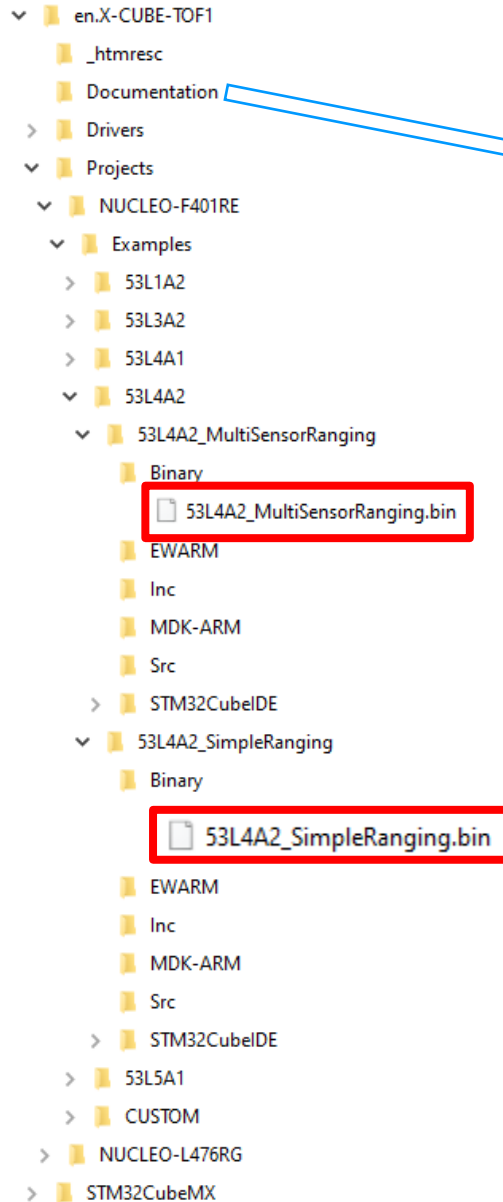 en.X-CUBE-TOF1
_htmresc
Documentation
Drivers
Projects
NUCLEO-F401RE
Examples
53L1A2
53L3A2
53L4A1
53L4A2
53L4A2_MultiSensorRanging
Binary
53L4A2_MultiSensorRanging.bin
EWARM
Inc
MDK-ARM
Src
STM32CubeIDE
53L4A2_SimpleRanging
Binary
53L4A2_SimpleRanging.bin
EWARM
Inc
MDK-ARM
Src
STM32CubeIDE
53L5A1
CUSTOM
NUCLEO-L476RG
STM32CubeMX